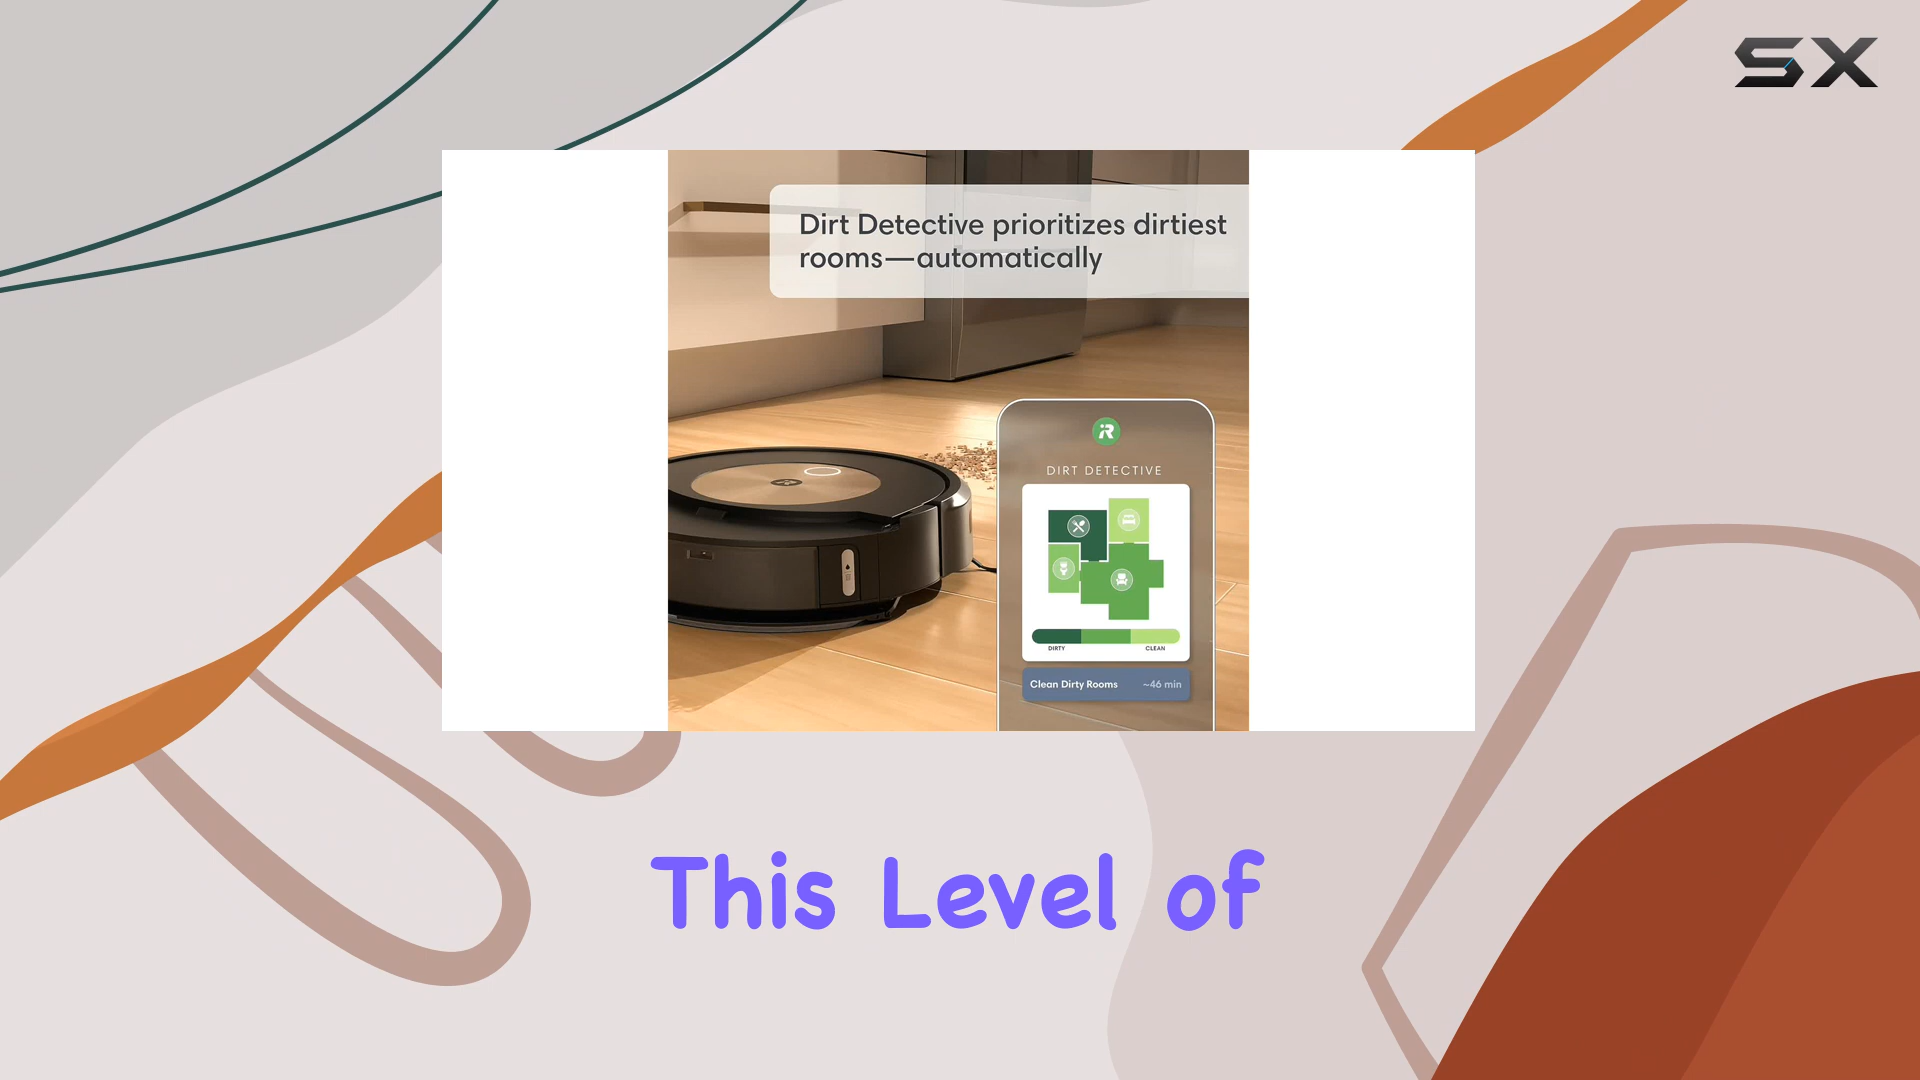 SX
Dirt Detective prioritizes dirtiest
rooms—automatically
iR
DIRT DETECTIVE
DIRTY CLEAN
Clean Dirty Rooms ~46 min
This Level of